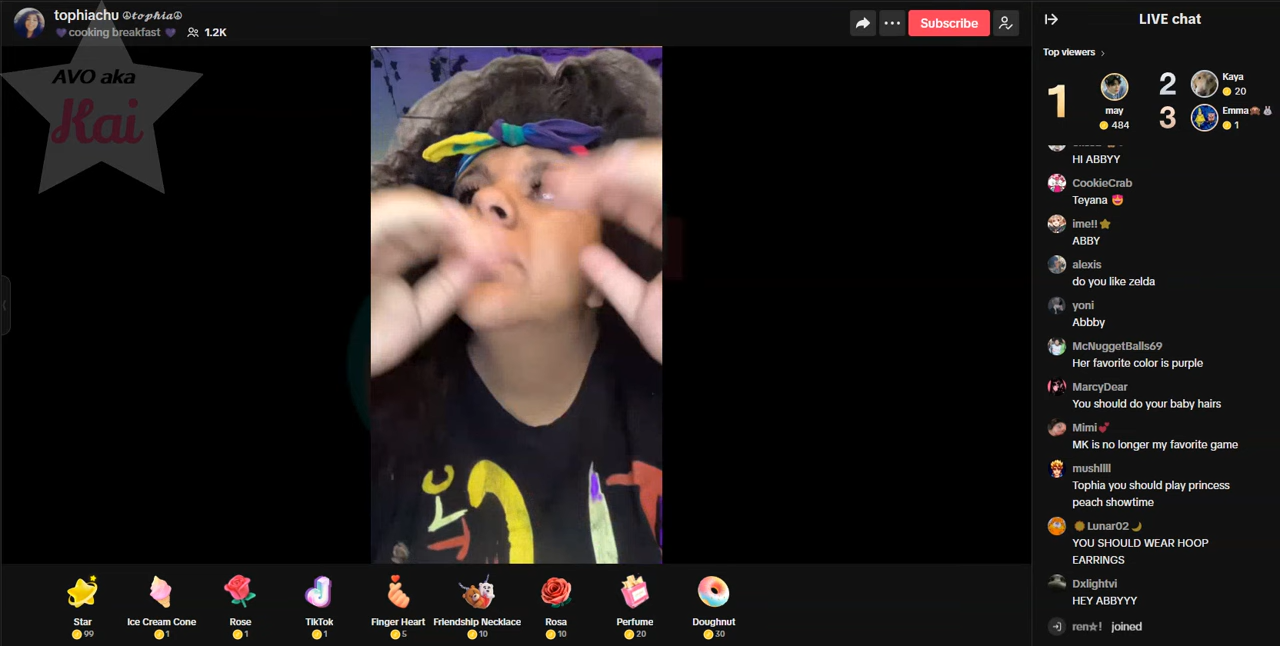 tophiachu ☮𝓽𝓸𝓹𝓱𝓲𝓪☮
💜cooking breakfast 💜 1.2K
AVO aka
Kai
Subscribe
LIVE chat
Top viewers ›
1
may
484
2
Kaya
20
3
Emma🙈🐰
1
HI ABBYY
CookieCrab
Teyana 😍
ime!!⭐
ABBY
alexis
do you like zelda
yoni
Abbby
McNuggetBalls69
Her favorite color is purple
MarcyDear
You should do your baby hairs
Mimi💕
MK is no longer my favorite game
mushllll
Tophia you should play princess
peach showtime
Lunar02🌙
YOU SHOULD WEAR HOOP
EARRINGS
Dxlightvi
HEY ABBYYY
ren☆! joined
TLC
Star
99
Ice Cream Cone
1
Rose
1
TikTok
1
Finger Heart
5
Friendship Necklace
10
Rosa
10
Perfume
20
Doughnut
30